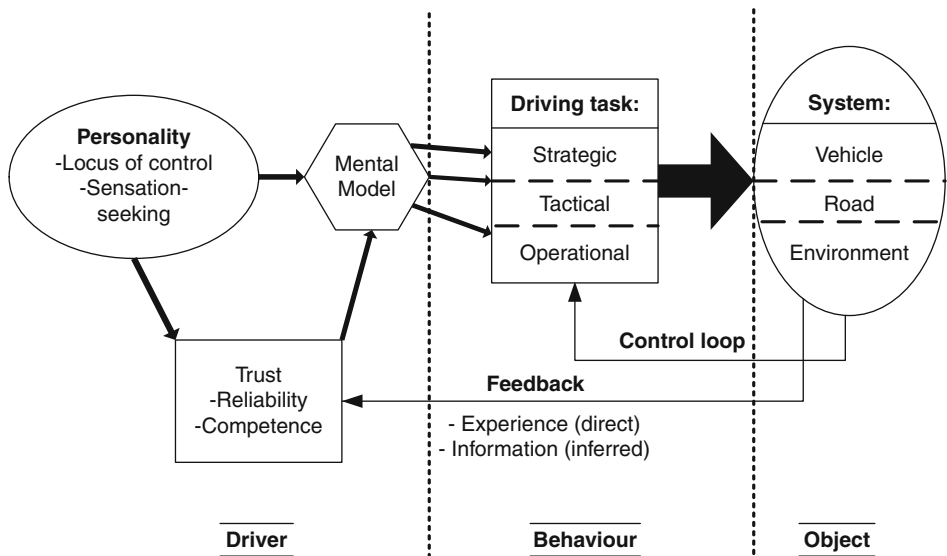 Personality
-Locus of control
-Sensation-
seeking
Mental
Model
Trust
-Reliability
-Competence
Driving task:
Strategic
Tactical
Operational
System:
Vehicle
Road
Environment
Control loop
Feedback
- Experience (direct)
- Information (inferred)
Driver
Behaviour
Object